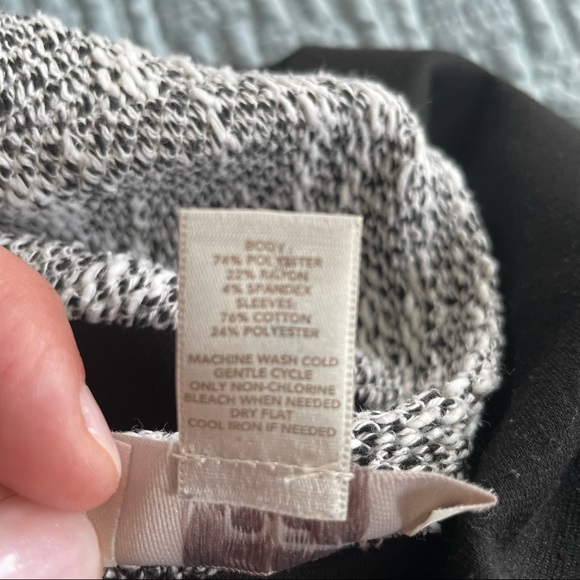 BODY:
74% POLYESTER
22% RAYON
4% SPANDEX
SLEEVES:
76% COTTON
24% POLYESTER
MACHINE WASH COLD
GENTLE CYCLE
ONLY NON-CHLORINE
BLEACH WHEN NEEDED
DRY FLAT
COOL IRON IF NEEDED